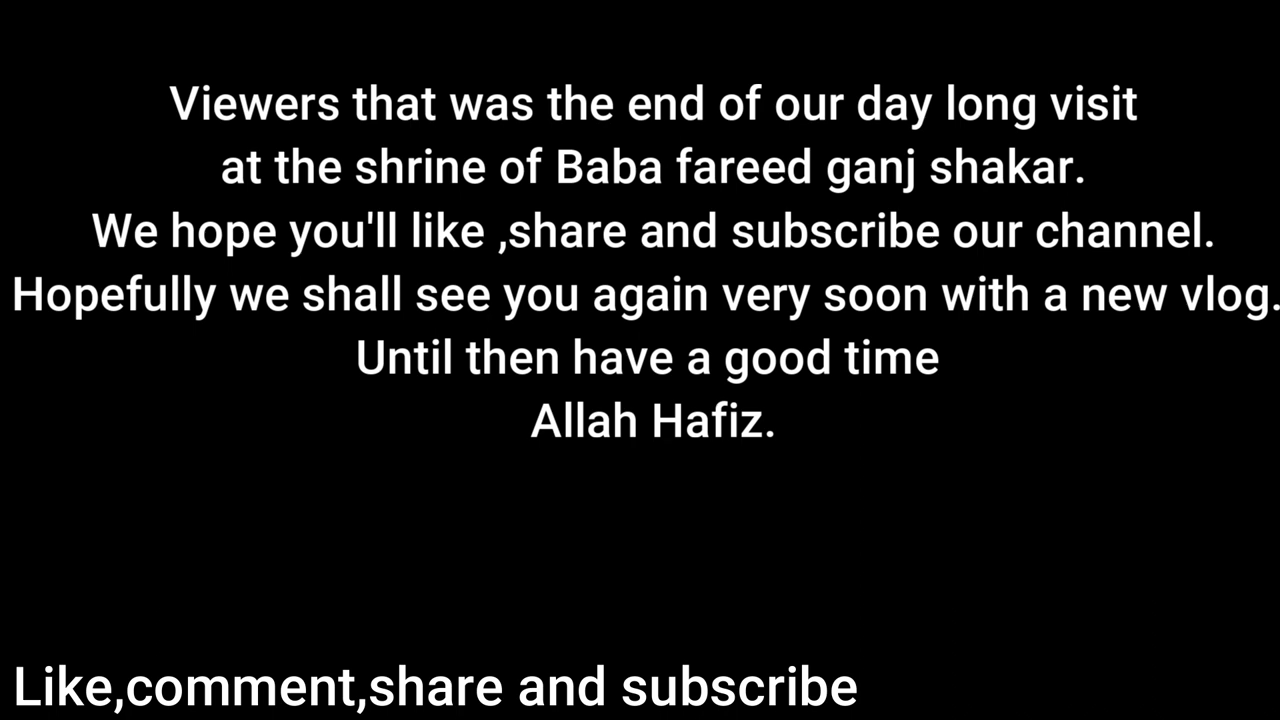 Viewers that was the end of our day long visit
at the shrine of Baba fareed ganj shakar.
We hope you'll like ,share and subscribe our channel.
Hopefully we shall see you again very soon with a new vlog.
Until then have a good time
Allah Hafiz.
Like,comment,share and subscribe